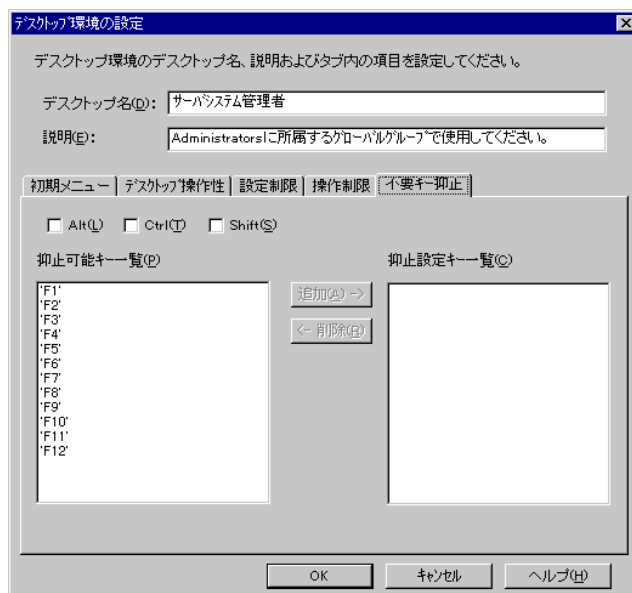 ﾃﾞｽｸﾄｯﾌﾟ環境の設定
デスクトップ環境のデスクトップ名、説明およびタブ内の項目を設定してください。
デスクトップ名(D):
ｻｰﾊﾞｼｽﾃﾑ管理者
説明(E):
Administratorsに所属するｸﾞﾛｰﾊﾞﾙｸﾞﾙｰﾌﾟで使用してください。
初期メニュー ﾃﾞｽｸﾄｯﾌﾟ操作性 設定制限 操作制限 不要キー抑止
Alt(L) Ctrl(T) Shift(S)
抑止可能キー一覧(P)
抑止設定キー一覧(C)
'F1'
'F2'
'F3'
'F4'
'F5'
'F6'
'F7'
'F8'
'F9'
'F10'
'F11'
'F12'
追加(A) ->
<- 削除(R)
OK ｷｬﾝｾﾙ ヘルプ(H)